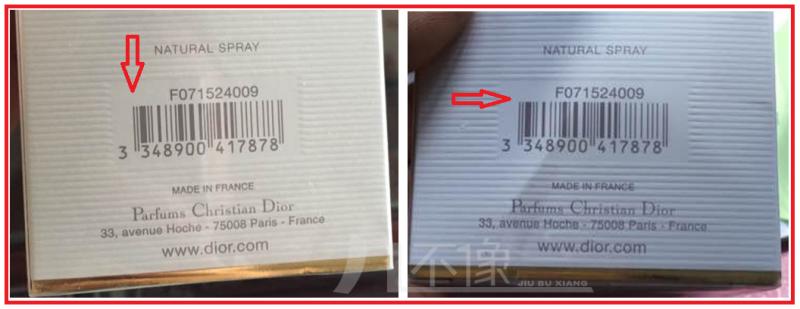 NATURAL SPRAY
F071524009
3 348900 417878
MADE IN FRANCE
Parfums Christian Dior
33, avenue Hoche - 75008 Paris - France
www.dior.com
NATURAL SPRAY
F071524009
3 348900 417878
MADE IN FRANCE
Parfums Christian Dior
33, avenue Hoche - 75008 Paris - France
www.dior.com
不像
JIU BU XIANG